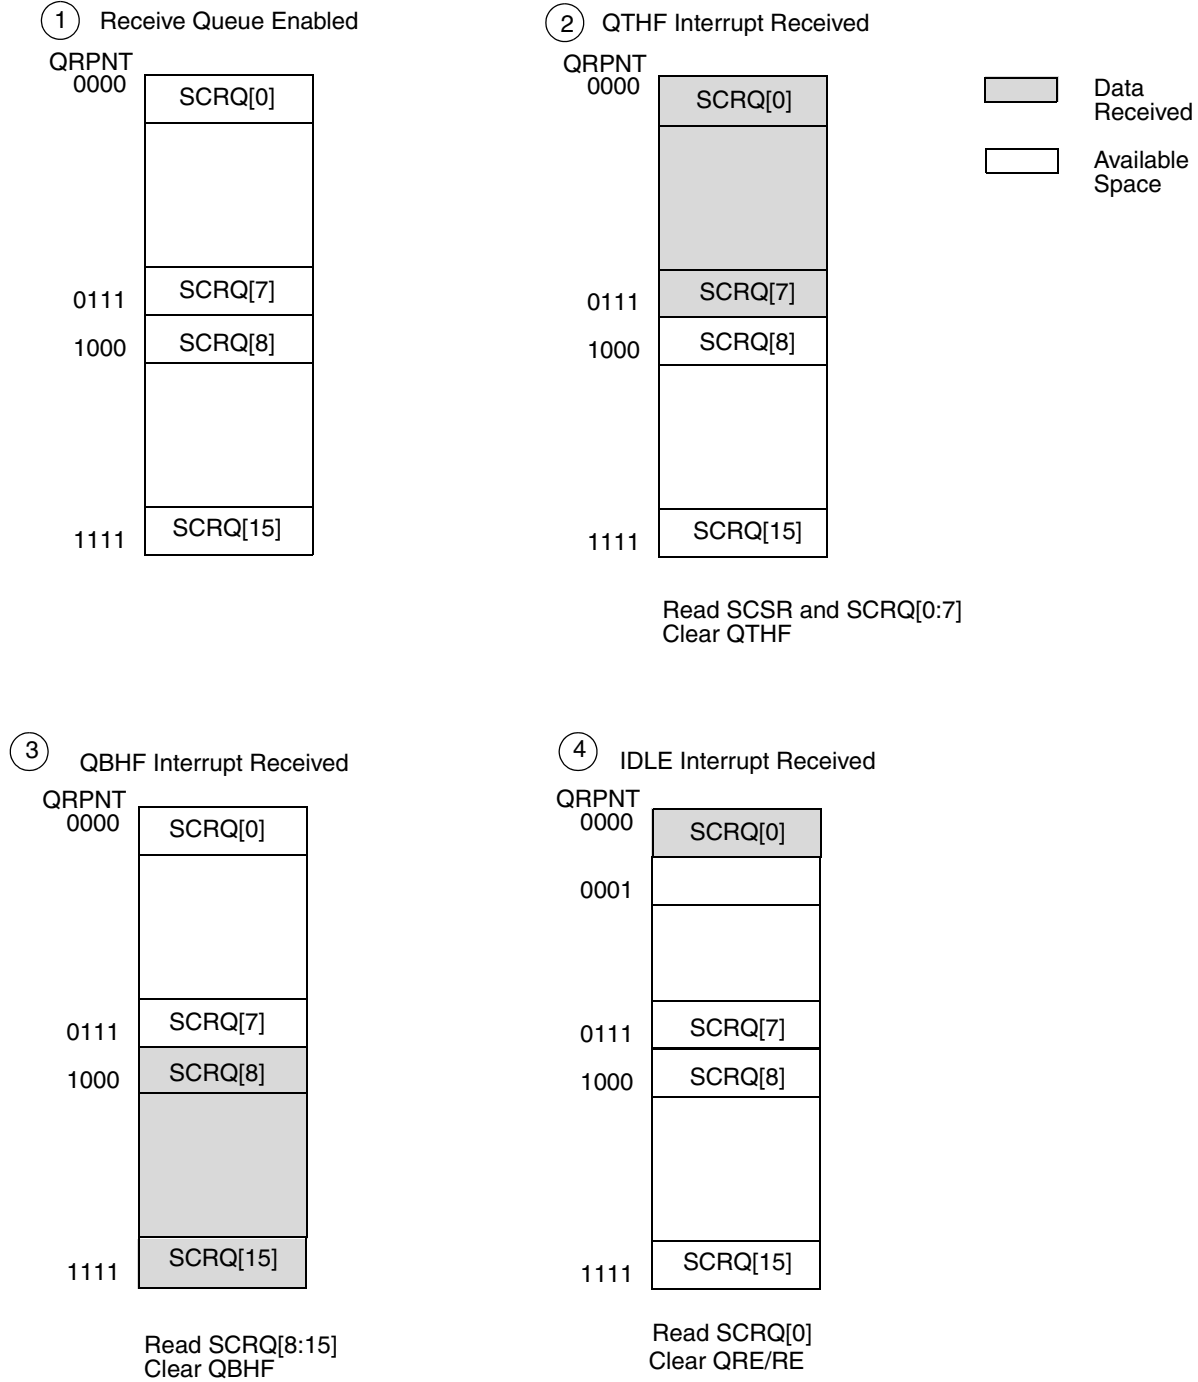 1 Receive Queue Enabled
QRPNT
0000
SCRQ[0]
0111
SCRQ[7]
1000
SCRQ[8]
1111
SCRQ[15]
2 QTHF Interrupt Received
QRPNT
0000
SCRQ[0]
0111
SCRQ[7]
1000
SCRQ[8]
1111
SCRQ[15]
Read SCSR and SCRQ[0:7]
Clear QTHF
Data
Received
Available
Space
3 QBHF Interrupt Received
QRPNT
0000
SCRQ[0]
0111
SCRQ[7]
1000
SCRQ[8]
1111
SCRQ[15]
Read SCRQ[8:15]
Clear QBHF
4 IDLE Interrupt Received
QRPNT
0000
SCRQ[0]
0001
0111
SCRQ[7]
1000
SCRQ[8]
1111
SCRQ[15]
Read SCRQ[0]
Clear QRE/RE